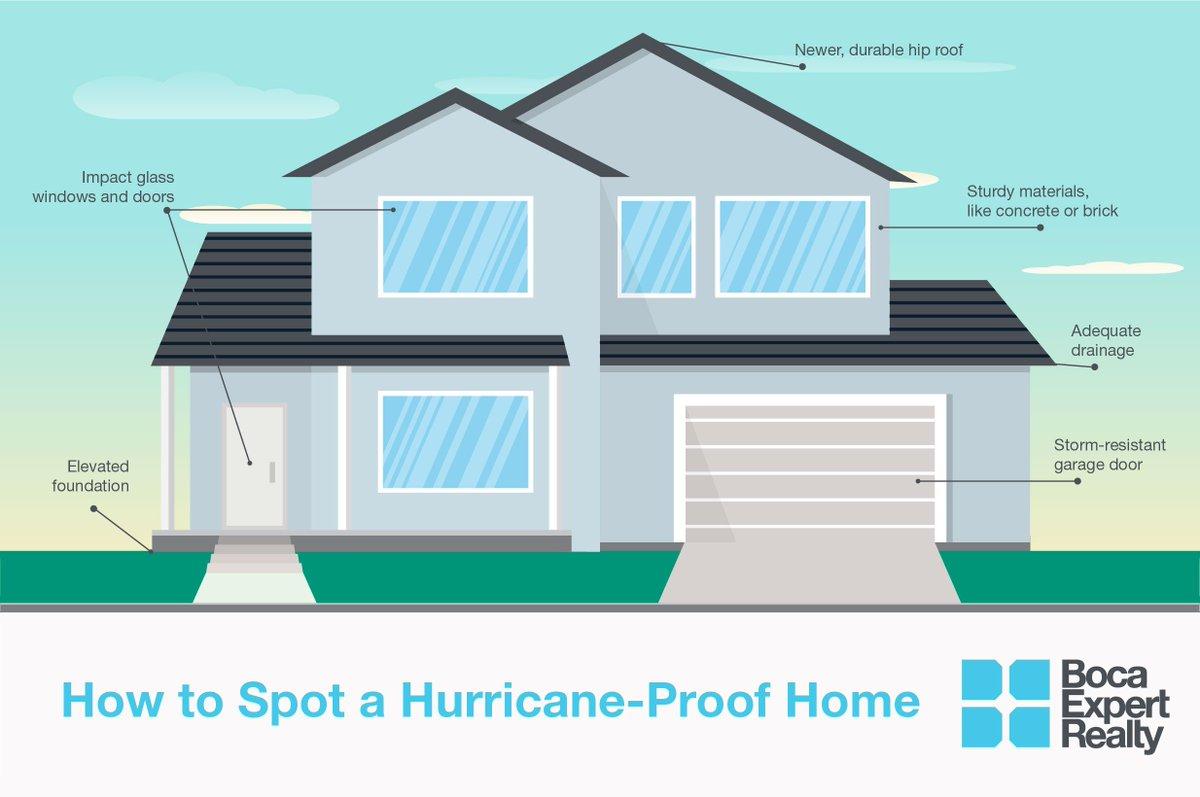 Newer, durable hip roof
Impact glass
windows and doors
Sturdy materials,
like concrete or brick
Adequate
drainage
Storm-resistant
garage door
Elevated
foundation
How to Spot a Hurricane-Proof Home
Boca
Expert
Realty